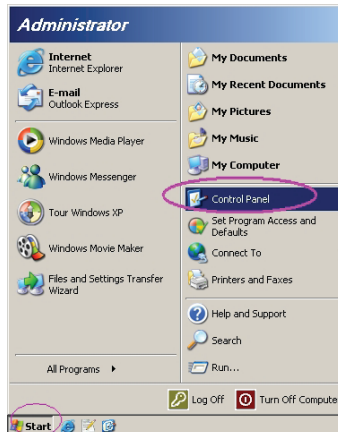 Administrator
Internet
Internet Explorer
E-mail
Outlook Express
Windows Media Player
Windows Messenger
Tour Windows XP
Windows Movie Maker
Files and Settings Transfer
Wizard
All Programs
My Documents
My Recent Documents
My Pictures
My Music
My Computer
Control Panel
Set Program Access and
Defaults
Connect To
Printers and Faxes
Help and Support
Search
Run...
Log Off
Turn Off Compute
Start